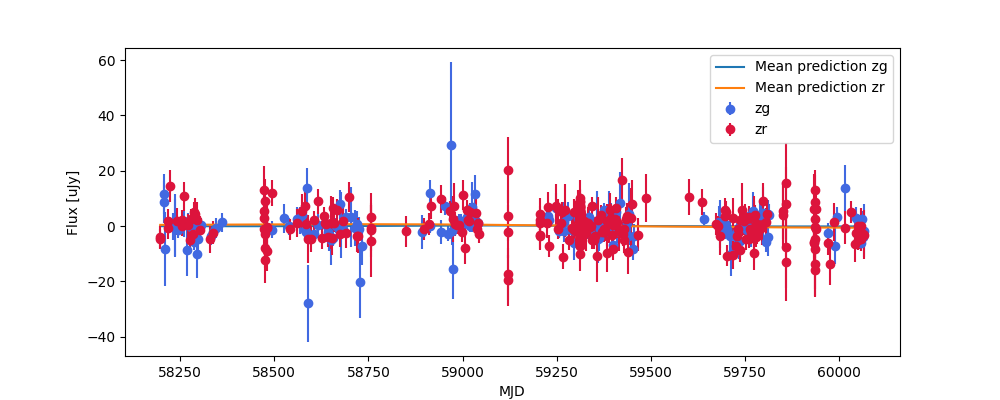 60
40
20
0
−20
−40
Flux [uJy]
58250
58500
58750
59000
59250
59500
59750
60000
MJD
Mean prediction zg
Mean prediction zr
zg
zr